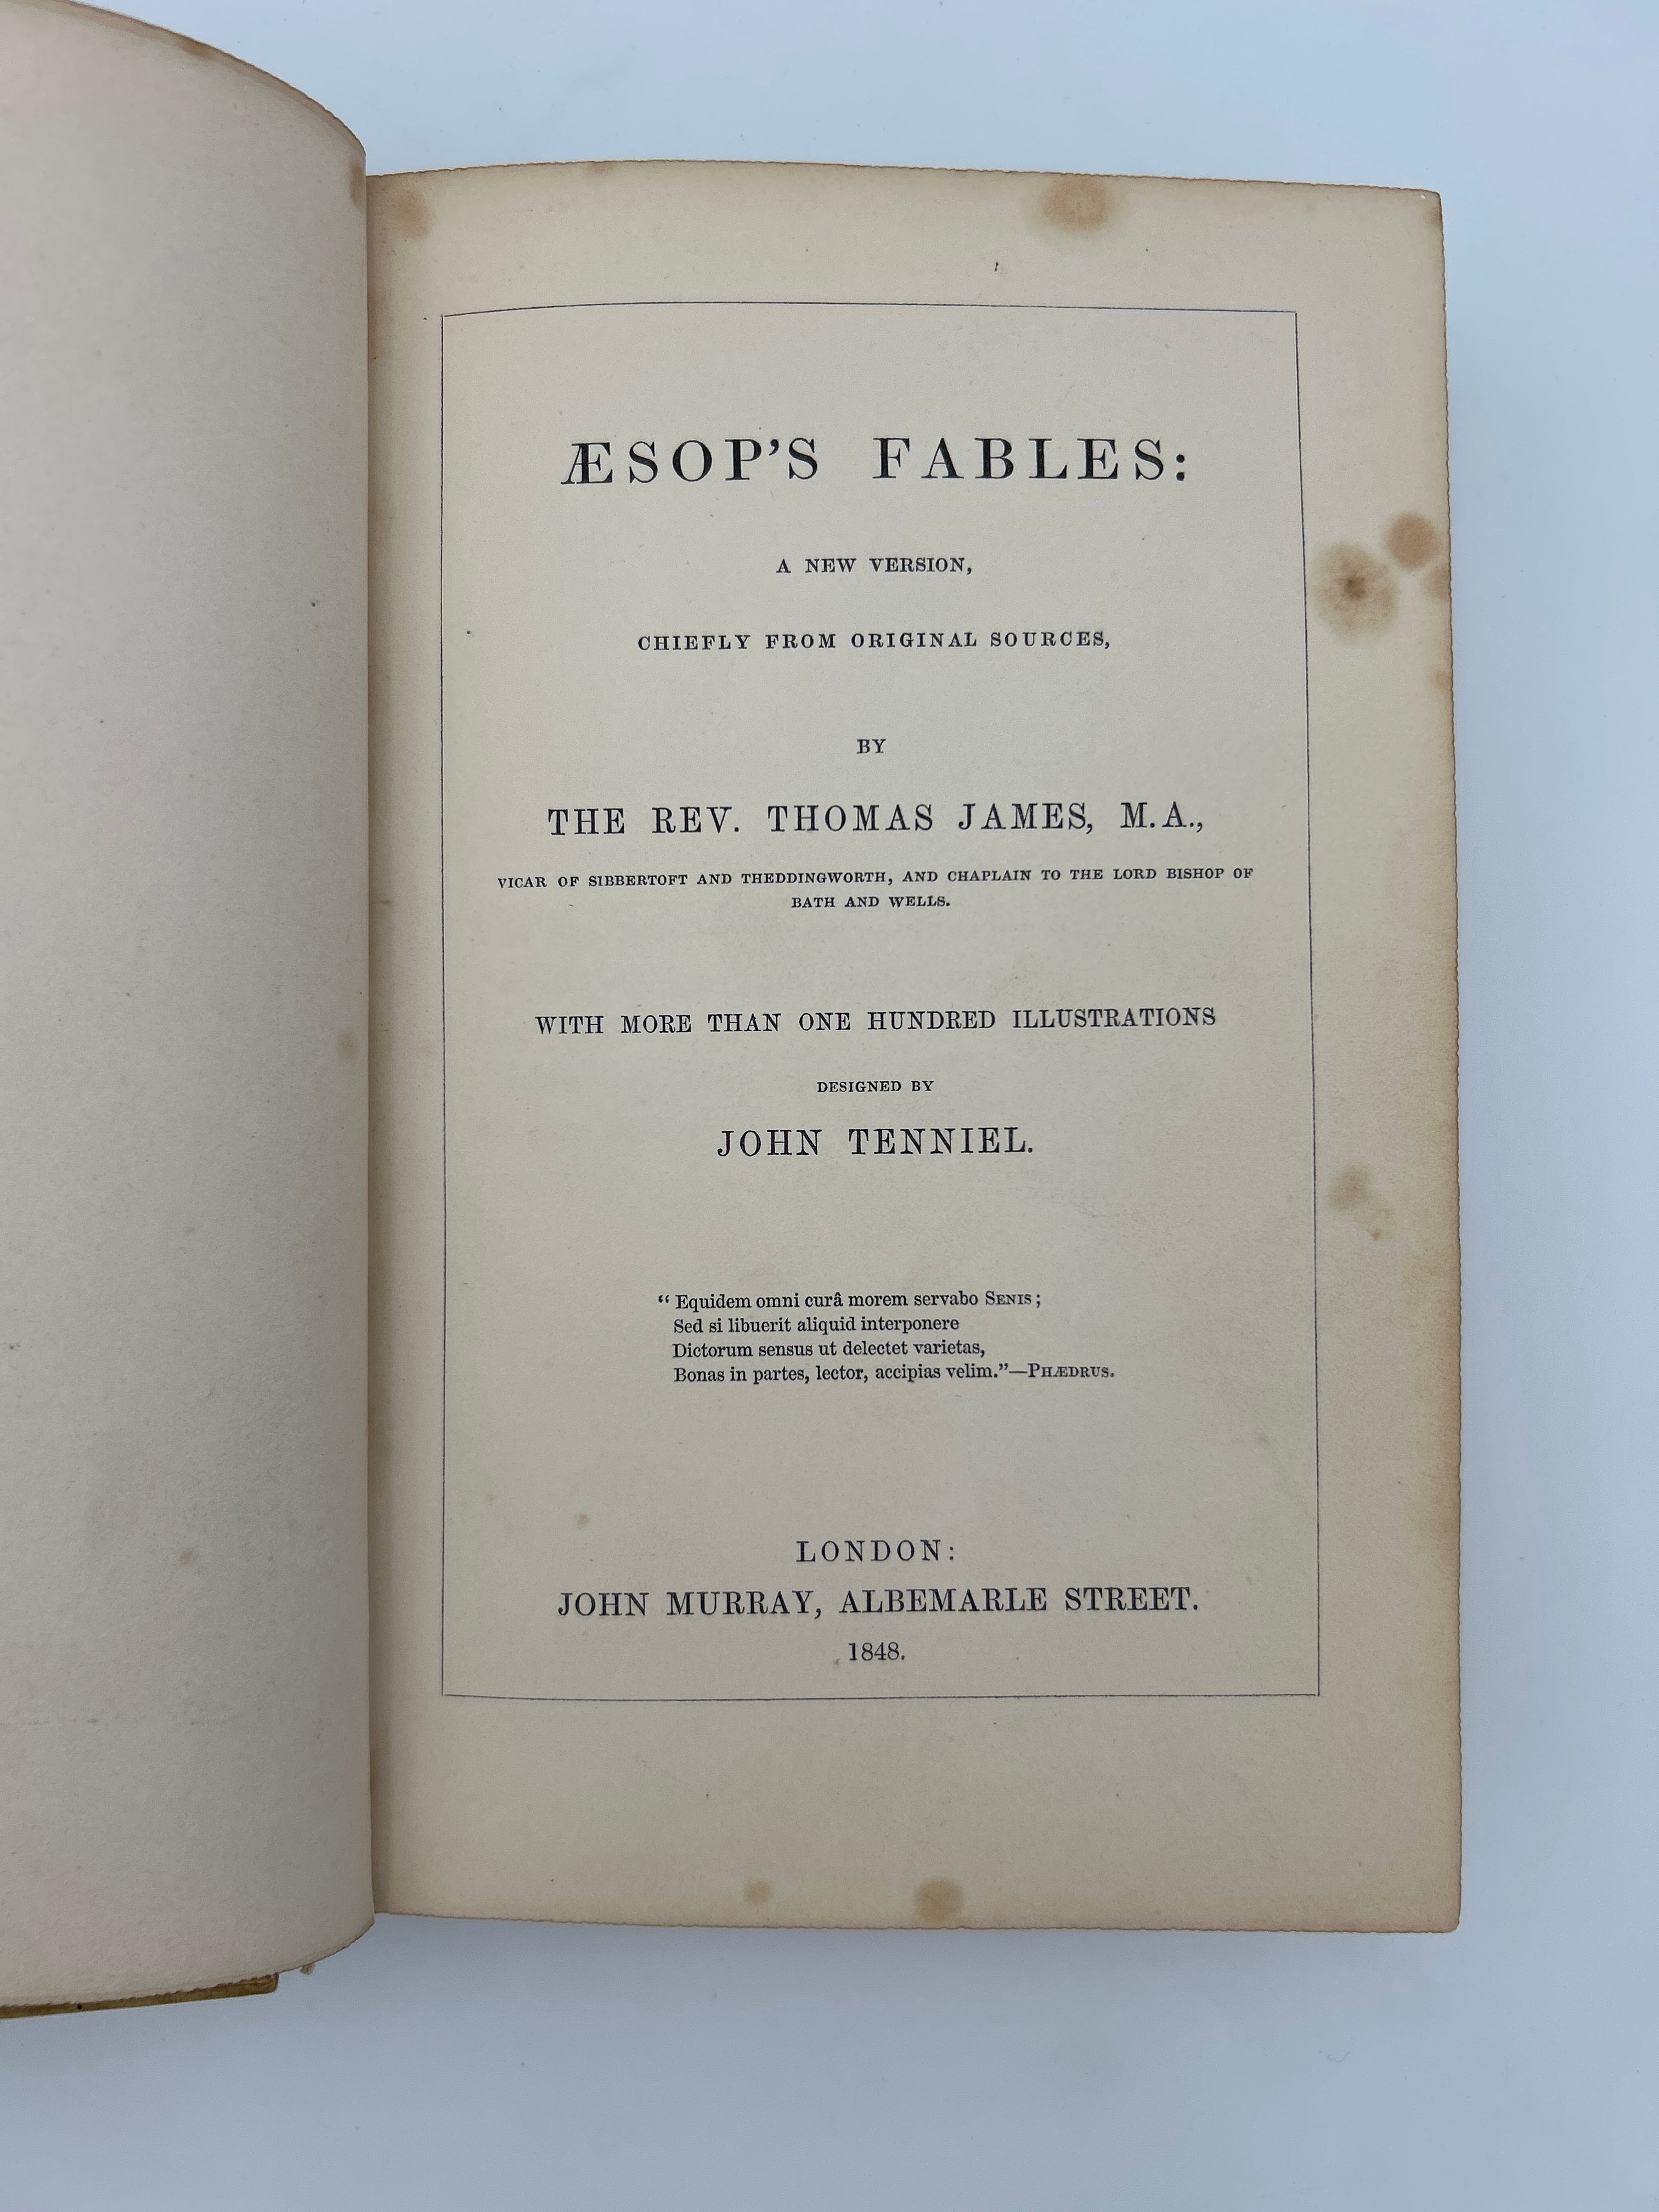 ÆSOP'S FABLES:
A NEW VERSION,
CHIEFLY FROM ORIGINAL SOURCES,
BY
THE REV. THOMAS JAMES, M.A.,
VICAR OF SIBBERTOFT AND THEDDINGWORTH, AND CHAPLAIN TO THE LORD BISHOP OF
BATH AND WELLS.
WITH MORE THAN ONE HUNDRED ILLUSTRATIONS
DESIGNED BY
JOHN TENNIEL.
“Equidem omni curâ morem servabo SENIS;
Sed si libuerit aliquid interponere
Dictorum sensus ut delectet varietas,
Bonas in partes, lector, accipias velim.”—PHÆDRUS.
LONDON:
JOHN MURRAY, ALBEMARLE STREET.
1848.